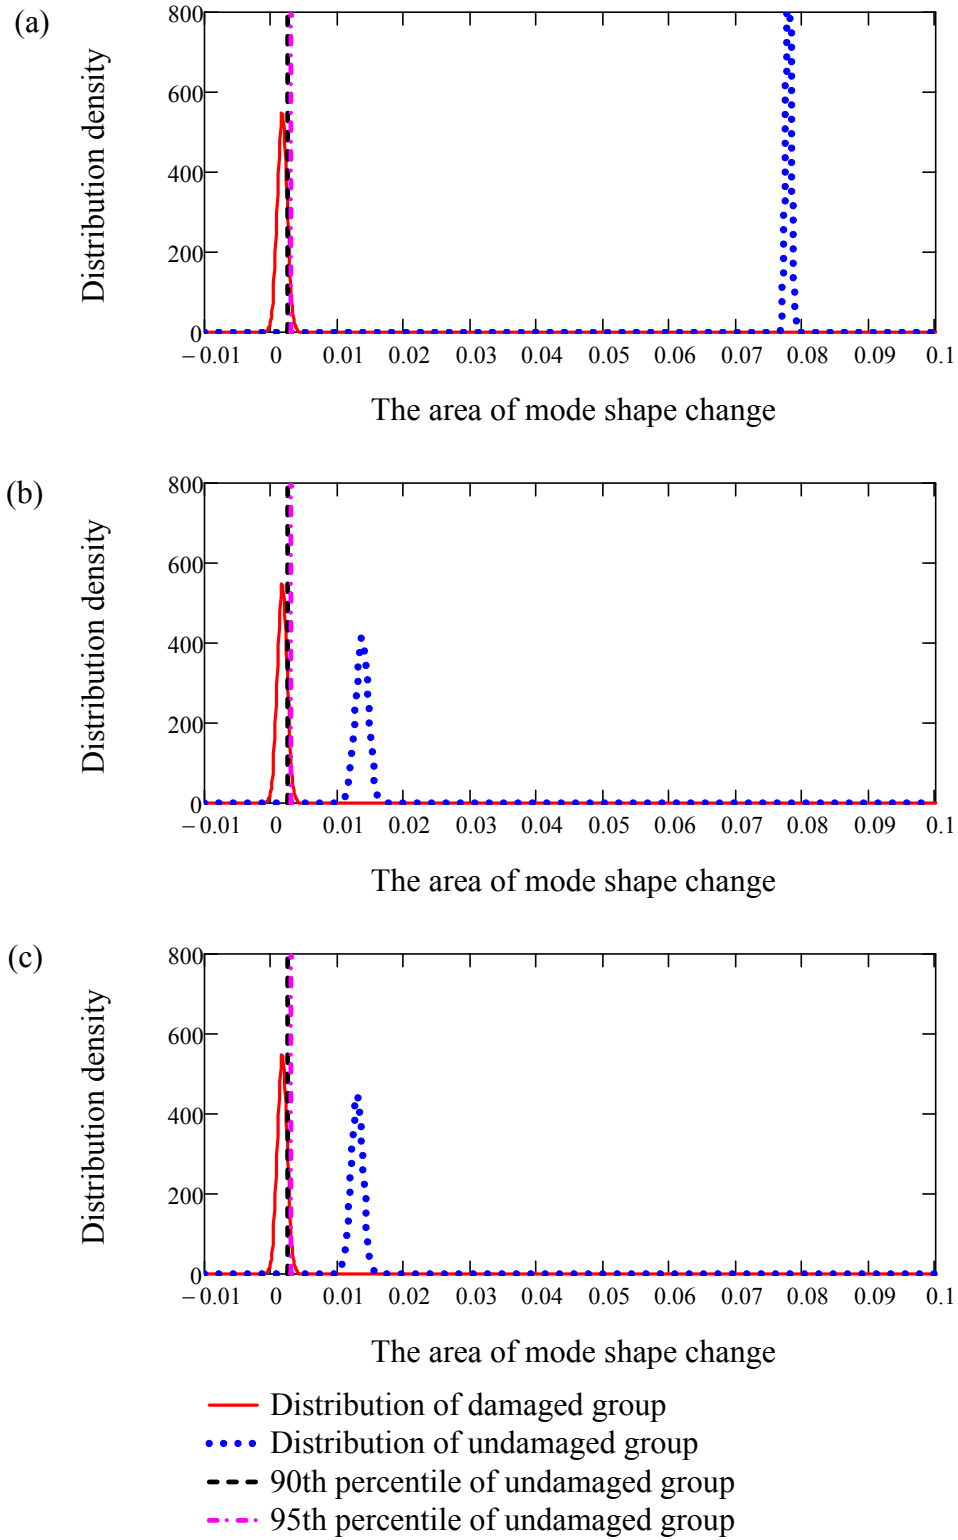 (a)
Distribution density
800
600
400
200
0
−0.01 0 0.01 0.02 0.03 0.04 0.05 0.06 0.07 0.08 0.09 0.1
The area of mode shape change
(b)
Distribution density
800
600
400
200
0
−0.01 0 0.01 0.02 0.03 0.04 0.05 0.06 0.07 0.08 0.09 0.1
The area of mode shape change
(c)
Distribution density
800
600
400
200
0
−0.01 0 0.01 0.02 0.03 0.04 0.05 0.06 0.07 0.08 0.09 0.1
The area of mode shape change
Distribution of damaged group
Distribution of undamaged group
90th percentile of undamaged group
95th percentile of undamaged group